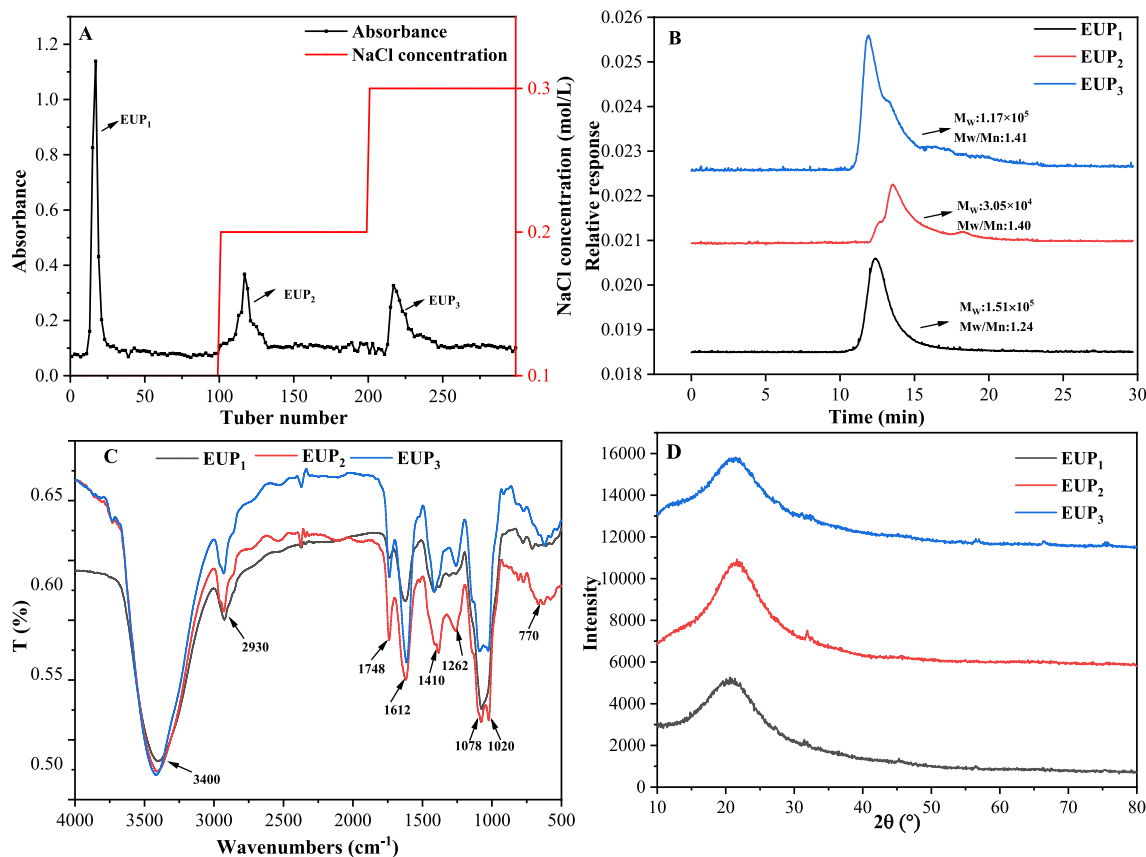 A
Absorbance
NaCl concentration
EUP1
EUP2
EUP3
1.2
1.0
0.8
0.6
0.4
0.2
0.0
0.3
0.2
0.1
0
50
100
150
200
250
Absorbance
NaCl concentration (mol/L)
Tuber number
B
EUP1
EUP2
EUP3
MW:1.17×10⁵
Mw/Mn:1.41
MW:3.05×10⁴
Mw/Mn:1.40
MW:1.51×10⁵
Mw/Mn:1.24
0.026
0.025
0.024
0.023
0.022
0.021
0.019
0.018
0
5
10
15
20
25
30
Relative response
Time (min)
C
EUP1
EUP2
EUP3
0.65
0.60
0.55
0.50
3400
2930
1748
1612
1410
1262
1078
1020
770
4000
3500
3000
2500
2000
1500
1000
500
T (%)
Wavenumbers (cm⁻¹)
D
EUP1
EUP2
EUP3
16000
14000
12000
10000
8000
6000
4000
2000
0
10
20
30
40
50
60
70
80
Intensity
2θ (°)